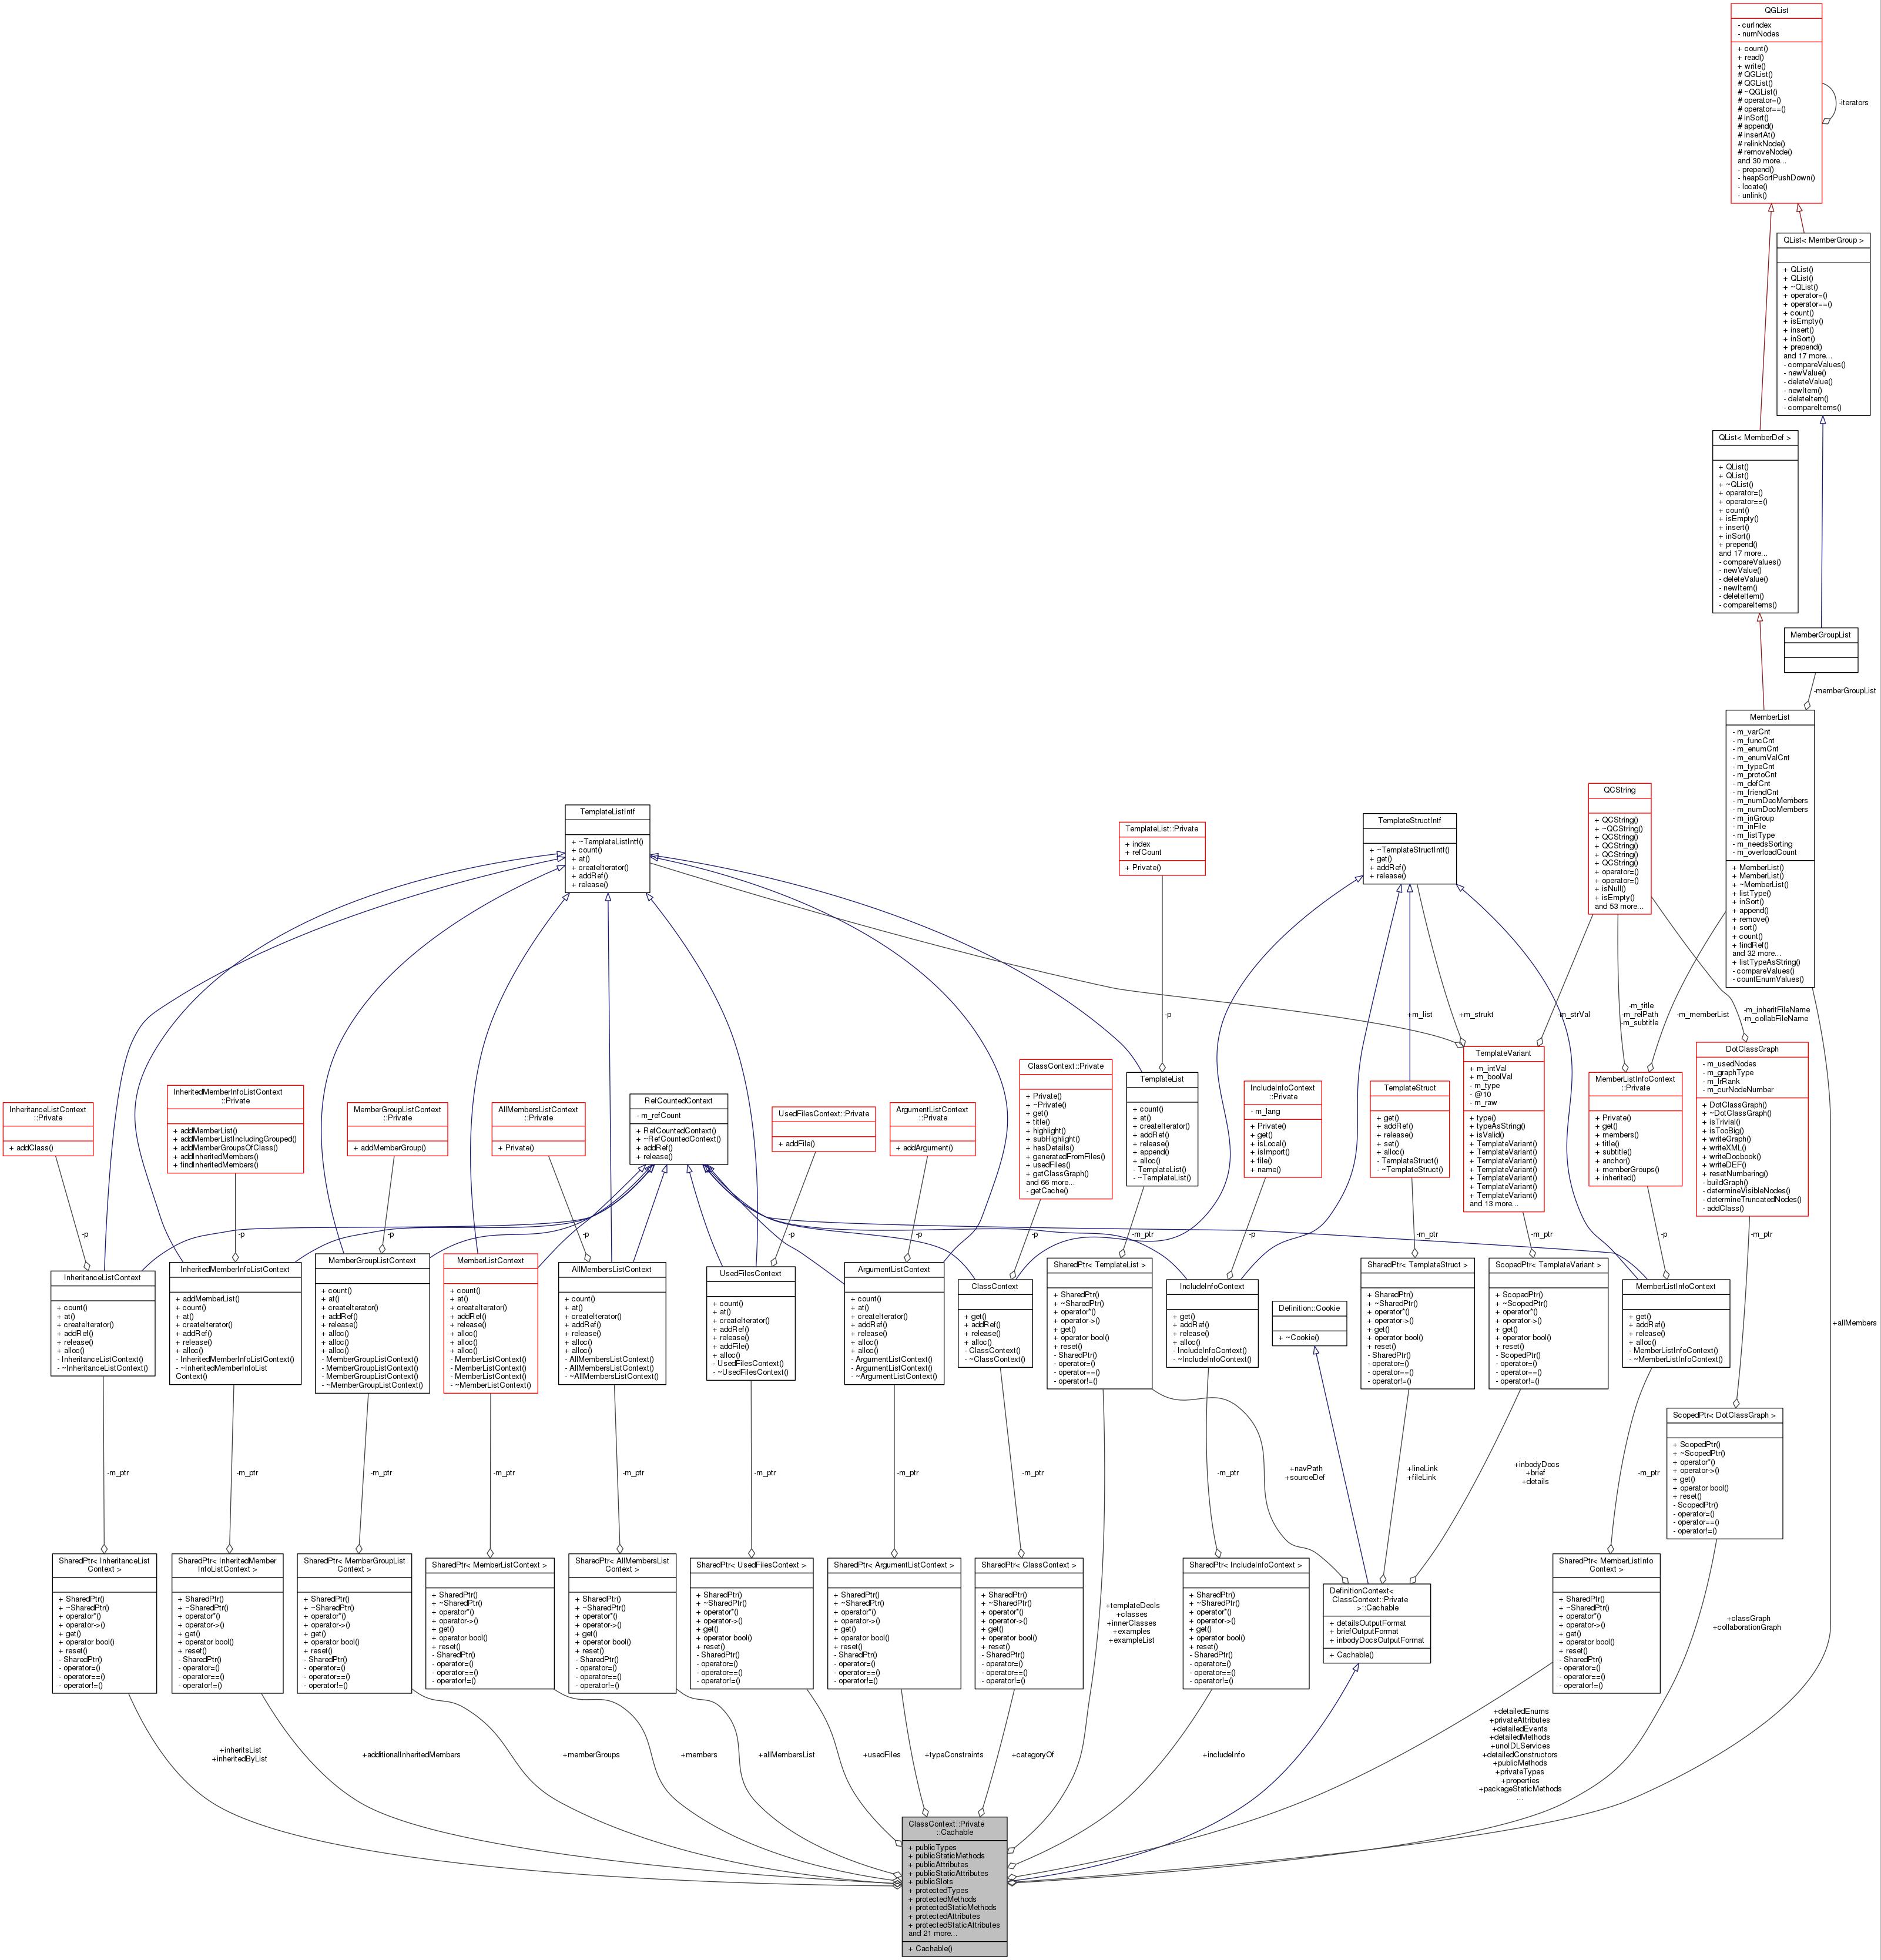 QGList
- curIndex
- numNodes
+ count()
+ read()
+ write()
# QGList()
# QGList()
# ~QGList()
# operator=()
# operator==()
# inSort()
# append()
# insertAt()
# relinkNode()
# removeNode()
and 30 more...
- prepend()
- heapSortPushDown()
- locate()
- unlink()
-iterators
QList< MemberGroup >
+ QList()
+ QList()
+ ~QList()
+ operator=()
+ operator==()
+ count()
+ isEmpty()
+ insert()
+ inSort()
+ prepend()
and 17 more...
- compareValues()
- newValue()
- deleteValue()
- newItem()
- deleteItem()
- compareItems()
QList< MemberDef >
+ QList()
+ QList()
+ ~QList()
+ operator=()
+ operator==()
+ count()
+ isEmpty()
+ insert()
+ inSort()
+ prepend()
and 17 more...
- compareValues()
- newValue()
- deleteValue()
- newItem()
- deleteItem()
- compareItems()
MemberGroupList
-memberGroupList
MemberList
- m_varCnt
- m_funcCnt
- m_enumCnt
- m_enumValCnt
- m_typeCnt
- m_protoCnt
- m_defCnt
- m_friendCnt
- m_numDecMembers
- m_numDocMembers
- m_inGroup
- m_inFile
- m_listType
- m_needsSorting
- m_overloadCount
+ MemberList()
+ MemberList()
+ ~MemberList()
+ listType()
+ inSort()
+ append()
+ remove()
+ sort()
+ count()
+ findRef()
and 32 more...
+ listTypeAsString()
- compareValues()
- countEnumValues()
QCString
+ QCString()
+ ~QCString()
+ QCString()
+ QCString()
+ QCString()
+ QCString()
+ operator=()
+ operator=()
+ isNull()
+ isEmpty()
and 53 more...
TemplateListIntf
+ ~TemplateListIntf()
+ count()
+ at()
+ createIterator()
+ addRef()
+ release()
TemplateList::Private
+ index
+ refCount
+ Private()
TemplateStructIntf
+ ~TemplateStructIntf()
+ get()
+ addRef()
+ release()
-p
+m_list
+m_strukt
-m_strVal
-m_title
-m_relPath
-m_subtitle
-m_memberList
-m_inheritFileName
-m_collabFileName
InheritanceListContext
::Private
+ addClass()
InheritedMemberInfoListContext
::Private
+ addMemberList()
+ addMemberListIncludingGrouped()
+ addMemberGroupsOfClass()
+ addInheritedMembers()
+ findInheritedMembers()
MemberGroupListContext
::Private
+ addMemberGroup()
AllMembersListContext
::Private
+ Private()
RefCountedContext
- m_refCount
+ RefCountedContext()
+ ~RefCountedContext()
+ addRef()
+ release()
UsedFilesContext::Private
+ addFile()
ArgumentListContext
::Private
+ addArgument()
ClassContext::Private
+ Private()
+ ~Private()
+ get()
+ title()
+ highlight()
+ subHighlight()
+ hasDetails()
+ generatedFromFiles()
+ usedFiles()
+ getClassGraph()
and 66 more...
- getCache()
TemplateList
+ count()
+ at()
+ createIterator()
+ addRef()
+ release()
+ append()
+ alloc()
- TemplateList()
- ~TemplateList()
IncludeInfoContext
::Private
- m_lang
+ Private()
+ get()
+ isLocal()
+ isImport()
+ file()
+ name()
TemplateStruct
+ get()
+ addRef()
+ release()
+ set()
+ alloc()
- TemplateStruct()
- ~TemplateStruct()
TemplateVariant
+ m_intVal
+ m_boolVal
- m_type
- @10
- m_raw
+ type()
+ typeAsString()
+ isValid()
+ TemplateVariant()
+ TemplateVariant()
+ TemplateVariant()
+ TemplateVariant()
+ TemplateVariant()
+ TemplateVariant()
+ TemplateVariant()
and 13 more...
MemberListInfoContext
::Private
+ Private()
+ get()
+ members()
+ title()
+ subtitle()
+ anchor()
+ memberGroups()
+ inherited()
DotClassGraph
- m_usedNodes
- m_graphType
- m_lrRank
- m_curNodeNumber
+ DotClassGraph()
+ ~DotClassGraph()
+ isTrivial()
+ isTooBig()
+ writeGraph()
+ writeXML()
+ writeDocbook()
+ writeDEF()
+ resetNumbering()
- buildGraph()
- determineVisibleNodes()
- determineTruncatedNodes()
- addClass()
-p
-p
-p
-p
-p
-p
-p
-m_ptr
-p
-m_ptr
-m_ptr
-p
-m_ptr
InheritanceListContext
+ count()
+ at()
+ createIterator()
+ addRef()
+ release()
+ alloc()
- InheritanceListContext()
- ~InheritanceListContext()
InheritedMemberInfoListContext
+ addMemberList()
+ count()
+ at()
+ createIterator()
+ addRef()
+ release()
+ alloc()
- InheritedMemberInfoListContext()
- ~InheritedMemberInfoList
Context()
MemberGroupListContext
+ count()
+ at()
+ createIterator()
+ addRef()
+ release()
+ alloc()
+ alloc()
+ alloc()
- MemberGroupListContext()
- MemberGroupListContext()
- MemberGroupListContext()
- ~MemberGroupListContext()
MemberListContext
+ count()
+ at()
+ createIterator()
+ addRef()
+ release()
+ alloc()
+ alloc()
+ alloc()
- MemberListContext()
- MemberListContext()
- MemberListContext()
- ~MemberListContext()
AllMembersListContext
+ count()
+ at()
+ createIterator()
+ addRef()
+ release()
+ alloc()
+ alloc()
- AllMembersListContext()
- AllMembersListContext()
- ~AllMembersListContext()
UsedFilesContext
+ count()
+ at()
+ createIterator()
+ addRef()
+ release()
+ addFile()
+ alloc()
- UsedFilesContext()
- ~UsedFilesContext()
ArgumentListContext
+ count()
+ at()
+ createIterator()
+ addRef()
+ release()
+ alloc()
+ alloc()
- ArgumentListContext()
- ArgumentListContext()
- ~ArgumentListContext()
ClassContext
+ get()
+ addRef()
+ release()
+ alloc()
- ClassContext()
- ~ClassContext()
SharedPtr< TemplateList >
+ SharedPtr()
+ ~SharedPtr()
+ operator*()
+ operator->()
+ get()
+ operator bool()
+ reset()
- SharedPtr()
- operator=()
- operator==()
- operator!=()
IncludeInfoContext
+ get()
+ addRef()
+ release()
+ alloc()
- IncludeInfoContext()
- ~IncludeInfoContext()
Definition::Cookie
+ ~Cookie()
SharedPtr< TemplateStruct >
+ SharedPtr()
+ ~SharedPtr()
+ operator*()
+ operator->()
+ get()
+ operator bool()
+ reset()
- SharedPtr()
- operator=()
- operator==()
- operator!=()
ScopedPtr< TemplateVariant >
+ ScopedPtr()
+ ~ScopedPtr()
+ operator*()
+ operator->()
+ get()
+ operator bool()
+ reset()
- ScopedPtr()
- operator=()
- operator==()
- operator!=()
MemberListInfoContext
+ get()
+ addRef()
+ release()
+ alloc()
- MemberListInfoContext()
- ~MemberListInfoContext()
+allMembers
ScopedPtr< DotClassGraph >
+ ScopedPtr()
+ ~ScopedPtr()
+ operator*()
+ operator->()
+ get()
+ operator bool()
+ reset()
- ScopedPtr()
- operator=()
- operator==()
- operator!=()
-m_ptr
-m_ptr
-m_ptr
-m_ptr
-m_ptr
-m_ptr
-m_ptr
-m_ptr
-m_ptr
+navPath
+sourceDef
+lineLink
+fileLink
+inbodyDocs
+brief
+details
-m_ptr
SharedPtr< InheritanceList
Context >
+ SharedPtr()
+ ~SharedPtr()
+ operator*()
+ operator->()
+ get()
+ operator bool()
+ reset()
- SharedPtr()
- operator=()
- operator==()
- operator!=()
SharedPtr< InheritedMember
InfoListContext >
+ SharedPtr()
+ ~SharedPtr()
+ operator*()
+ operator->()
+ get()
+ operator bool()
+ reset()
- SharedPtr()
- operator=()
- operator==()
- operator!=()
SharedPtr< MemberGroupList
Context >
+ SharedPtr()
+ ~SharedPtr()
+ operator*()
+ operator->()
+ get()
+ operator bool()
+ reset()
- SharedPtr()
- operator=()
- operator==()
- operator!=()
SharedPtr< MemberListContext >
+ SharedPtr()
+ ~SharedPtr()
+ operator*()
+ operator->()
+ get()
+ operator bool()
+ reset()
- SharedPtr()
- operator=()
- operator==()
- operator!=()
SharedPtr< AllMembersList
Context >
+ SharedPtr()
+ ~SharedPtr()
+ operator*()
+ operator->()
+ get()
+ operator bool()
+ reset()
- SharedPtr()
- operator=()
- operator==()
- operator!=()
SharedPtr< UsedFilesContext >
+ SharedPtr()
+ ~SharedPtr()
+ operator*()
+ operator->()
+ get()
+ operator bool()
+ reset()
- SharedPtr()
- operator=()
- operator==()
- operator!=()
SharedPtr< ArgumentListContext >
+ SharedPtr()
+ ~SharedPtr()
+ operator*()
+ operator->()
+ get()
+ operator bool()
+ reset()
- SharedPtr()
- operator=()
- operator==()
- operator!=()
SharedPtr< ClassContext >
+ SharedPtr()
+ ~SharedPtr()
+ operator*()
+ operator->()
+ get()
+ operator bool()
+ reset()
- SharedPtr()
- operator=()
- operator==()
- operator!=()
+templateDecls
+classes
+innerClasses
+examples
+exampleList
SharedPtr< IncludeInfoContext >
+ SharedPtr()
+ ~SharedPtr()
+ operator*()
+ operator->()
+ get()
+ operator bool()
+ reset()
- SharedPtr()
- operator=()
- operator==()
- operator!=()
DefinitionContext<
ClassContext::Private
>::Cachable
+ detailsOutputFormat
+ briefOutputFormat
+ inbodyDocsOutputFormat
+ Cachable()
SharedPtr< MemberListInfo
Context >
+ SharedPtr()
+ ~SharedPtr()
+ operator*()
+ operator->()
+ get()
+ operator bool()
+ reset()
- SharedPtr()
- operator=()
- operator==()
- operator!=()
+classGraph
+collaborationGraph
+inheritsList
+inheritedByList
+additionalInheritedMembers
+memberGroups
+members
+allMembersList
+usedFiles
+typeConstraints
+categoryOf
+includeInfo
+detailedEnums
+privateAttributes
+detailedEvents
+detailedMethods
+unoIDLServices
+detailedConstructors
+publicMethods
+privateTypes
+properties
+packageStaticMethods
...
ClassContext::Private
::Cachable
+ publicTypes
+ publicStaticMethods
+ publicAttributes
+ publicStaticAttributes
+ publicSlots
+ protectedTypes
+ protectedMethods
+ protectedStaticMethods
+ protectedAttributes
+ protectedStaticAttributes
and 21 more...
+ Cachable()